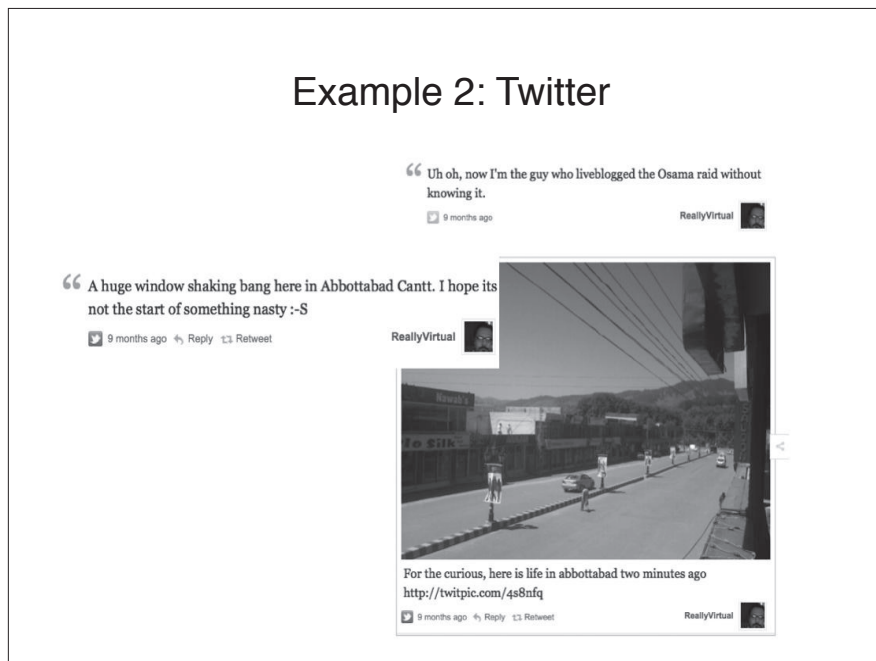 Example 2: Twitter
“ Uh oh, now I'm the guy who liveblogged the Osama raid without
knowing it.
9 months ago ReallyVirtual
“ A huge window shaking bang here in Abbottabad Cantt. I hope its
not the start of something nasty :-S
9 months ago Reply Retweet ReallyVirtual
Nawab's
lo Silk
For the curious, here is life in abbottabad two minutes ago
http://twitpic.com/4s8nfq
9 months ago Reply Retweet ReallyVirtual